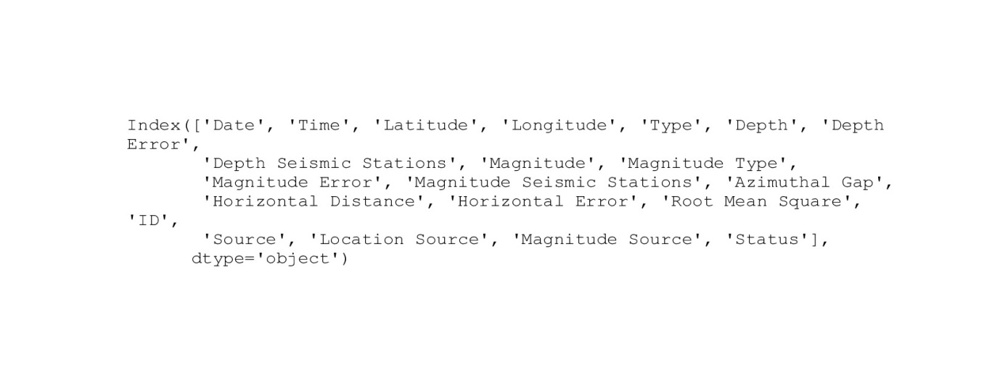 Index(['Date', 'Time', 'Latitude', 'Longitude', 'Type', 'Depth', 'Depth
Error',
       'Depth Seismic Stations', 'Magnitude', 'Magnitude Type',
       'Magnitude Error', 'Magnitude Seismic Stations', 'Azimuthal Gap',
       'Horizontal Distance', 'Horizontal Error', 'Root Mean Square',
'ID',
       'Source', 'Location Source', 'Magnitude Source', 'Status'],
      dtype='object')